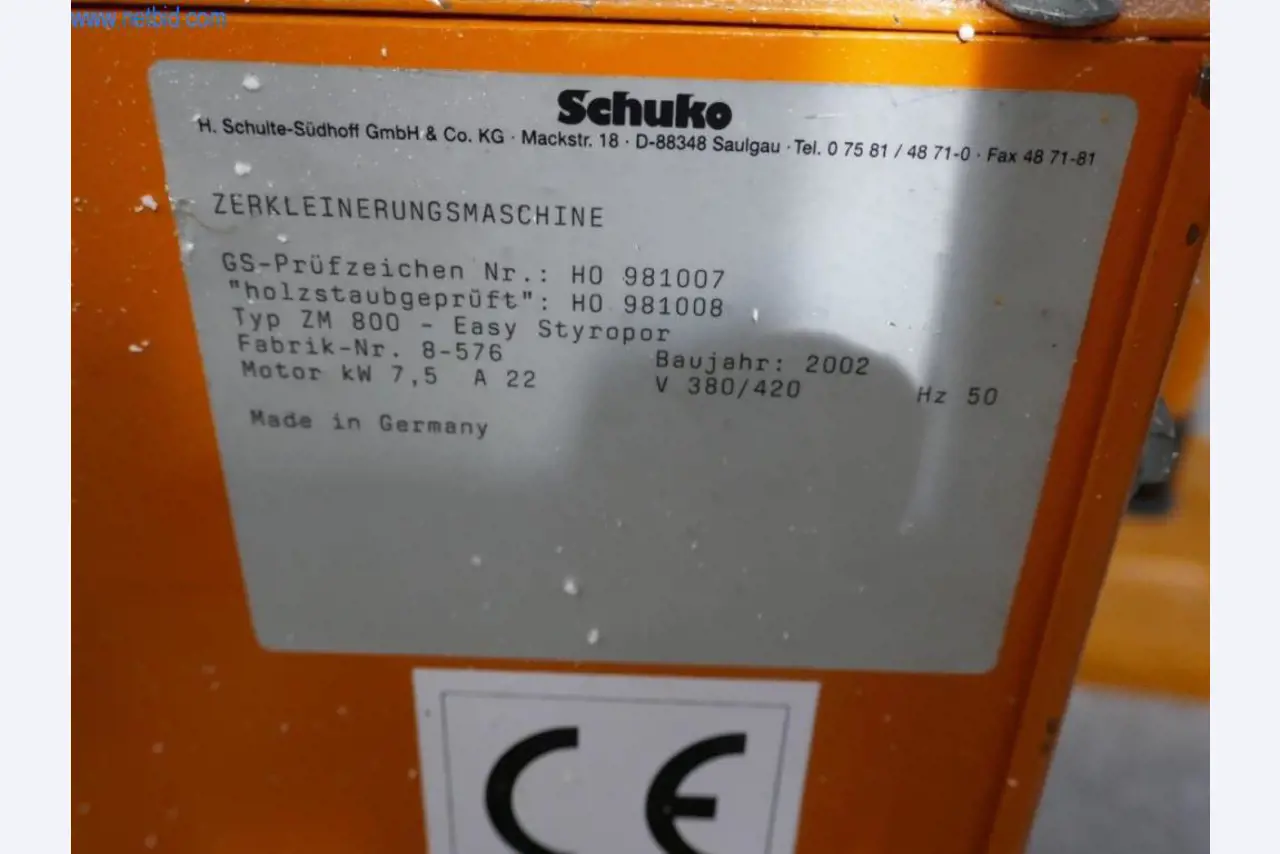 www.netbid.com
Schuko
H. Schulte-Südhoff GmbH & Co. KG · Mackstr. 18 · D-88348 Saulgau · Tel. 0 75 81 / 48 71-0 · Fax 48 71-81
ZERKLEINERUNGSMASCHINE
GS-Prüfzeichen Nr.: HO 981007
"holzstaubgeprüft": HO 981008
Typ ZM 800 - Easy Styropor
Fabrik-Nr. 8-576 Baujahr: 2002
Motor kW 7,5 A 22 V 380/420 Hz 50
Made in Germany
CE